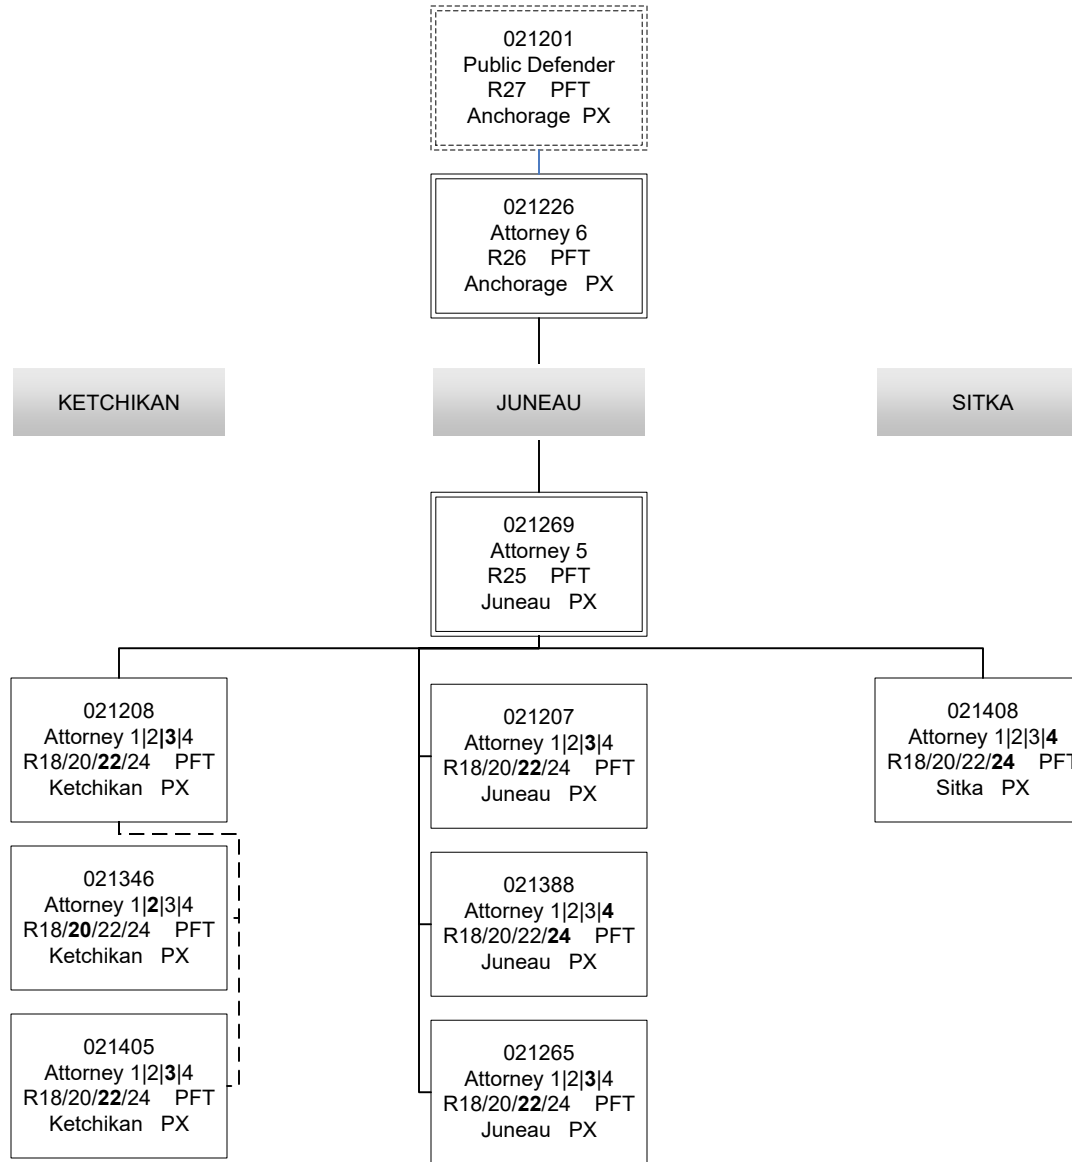 021201
Public Defender
R27 PFT
Anchorage PX
021226
Attorney 6
R26 PFT
Anchorage PX
KETCHIKAN
JUNEAU
SITKA
021269
Attorney 5
R25 PFT
Juneau PX
021208
Attorney 1|2|3|4
R18/20/22/24 PFT
Ketchikan PX
021346
Attorney 1|2|3|4
R18/20/22/24 PFT
Ketchikan PX
021405
Attorney 1|2|3|4
R18/20/22/24 PFT
Ketchikan PX
021207
Attorney 1|2|3|4
R18/20/22/24 PFT
Juneau PX
021388
Attorney 1|2|3|4
R18/20/22/24 PFT
Juneau PX
021265
Attorney 1|2|3|4
R18/20/22/24 PFT
Juneau PX
021408
Attorney 1|2|3|4
R18/20/22/24 PFT
Sitka PX